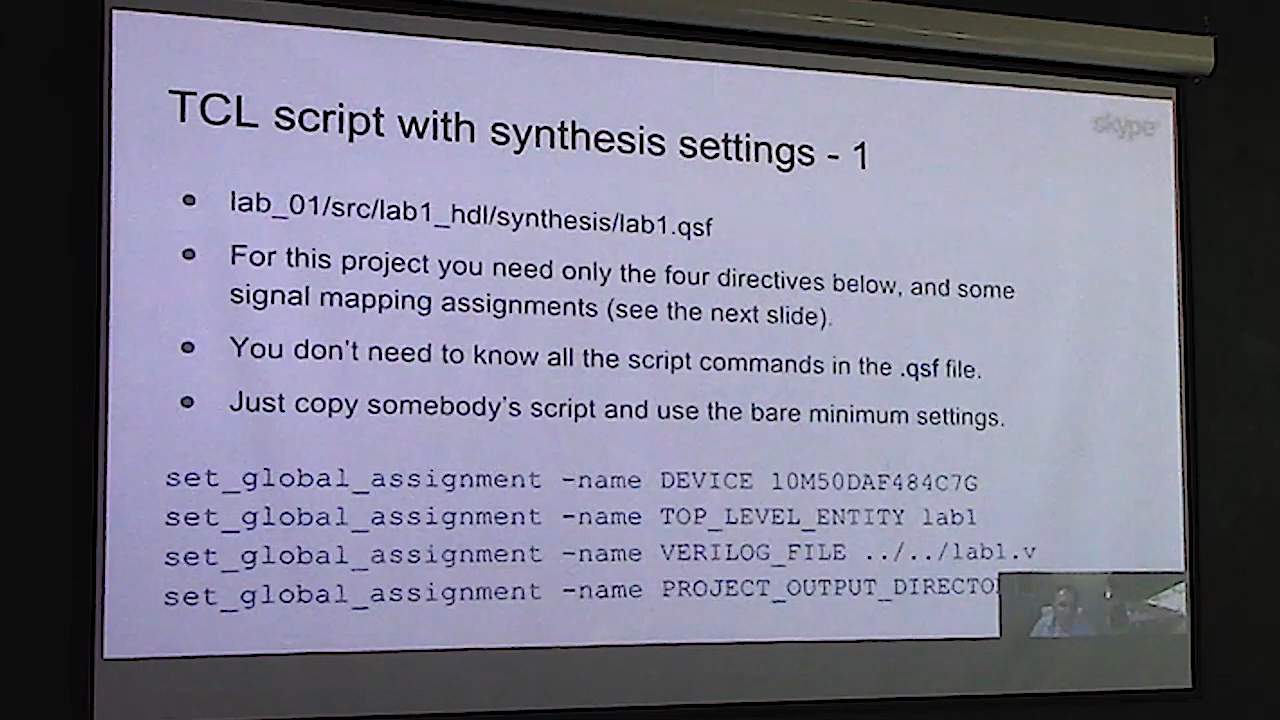 TCL script with synthesis settings - 1
skype
lab_01/src/lab1_hdl/synthesis/lab1.qsf
For this project you need only the four directives below, and some
signal mapping assignments (see the next slide).
You don't need to know all the script commands in the .qsf file.
Just copy somebody's script and use the bare minimum settings.
set_global_assignment -name DEVICE 10M50DAF484C7G
set_global_assignment -name TOP_LEVEL_ENTITY lab1
set_global_assignment -name VERILOG_FILE ../../lab1.v
set_global_assignment -name